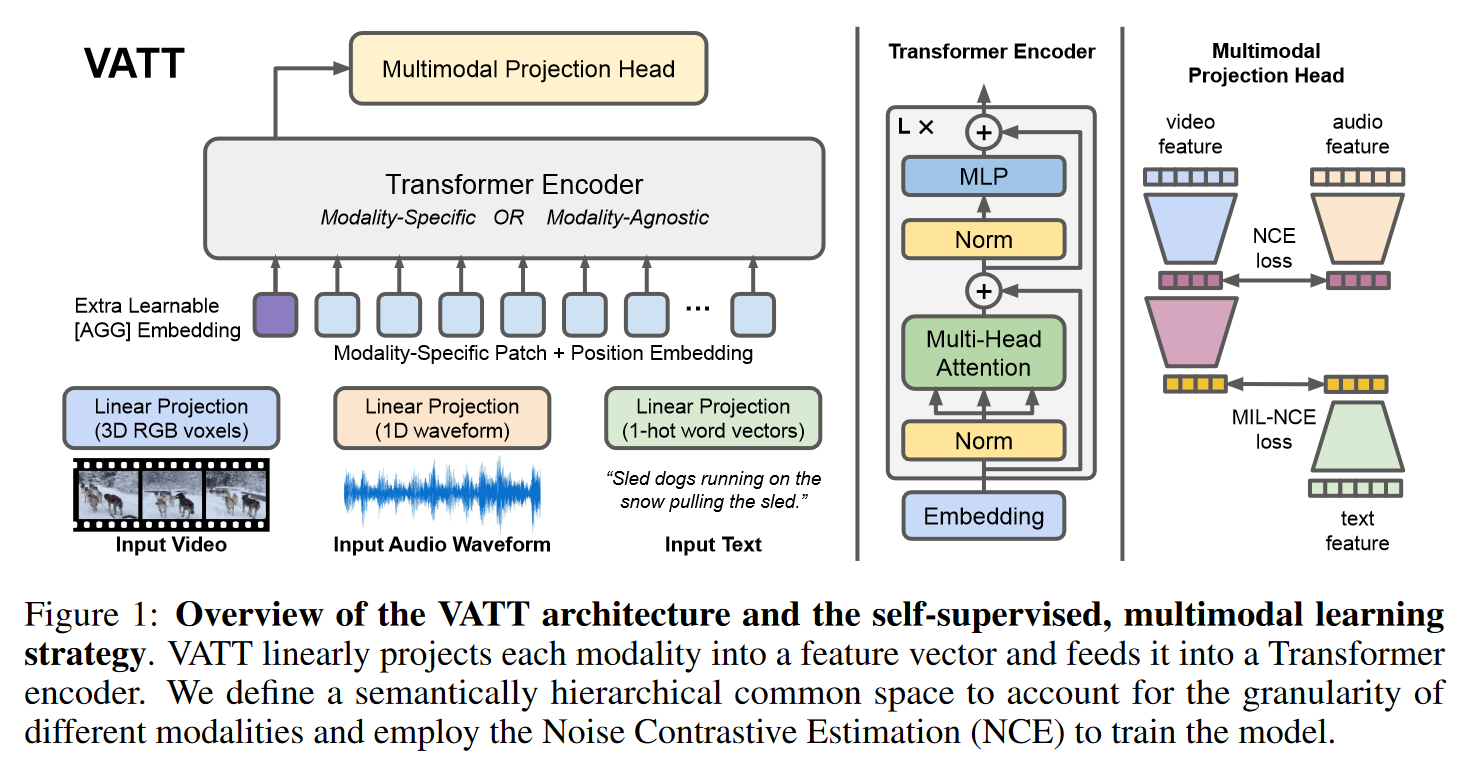 VATT
Multimodal Projection Head
Transformer Encoder
Modality-Specific OR Modality-Agnostic
Extra Learnable
[AGG] Embedding
...
Modality-Specific Patch + Position Embedding
Linear Projection
(3D RGB voxels)
Linear Projection
(1D waveform)
Linear Projection
(1-hot word vectors)
“Sled dogs running on the
snow pulling the sled.”
Input Video
Input Audio Waveform
Input Text
Transformer Encoder
L ×
+
MLP
Norm
+
Multi-Head
Attention
Norm
Embedding
Multimodal
Projection Head
video
feature
audio
feature
NCE
loss
MIL-NCE
loss
text
feature
Figure 1: Overview of the VATT architecture and the self-supervised, multimodal learning
strategy. VATT linearly projects each modality into a feature vector and feeds it into a Transformer
encoder. We define a semantically hierarchical common space to account for the granularity of
different modalities and employ the Noise Contrastive Estimation (NCE) to train the model.